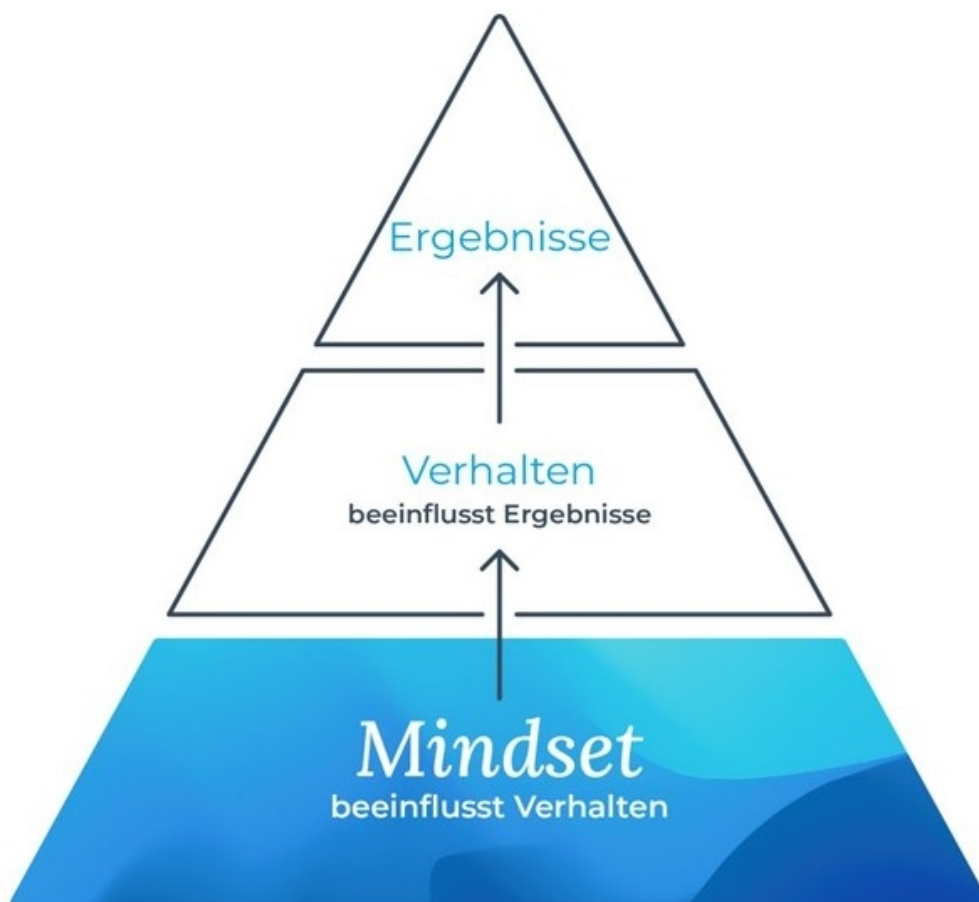 Ergebnisse
Verhalten
beeinflusst Ergebnisse
Mindset
beeinflusst Verhalten